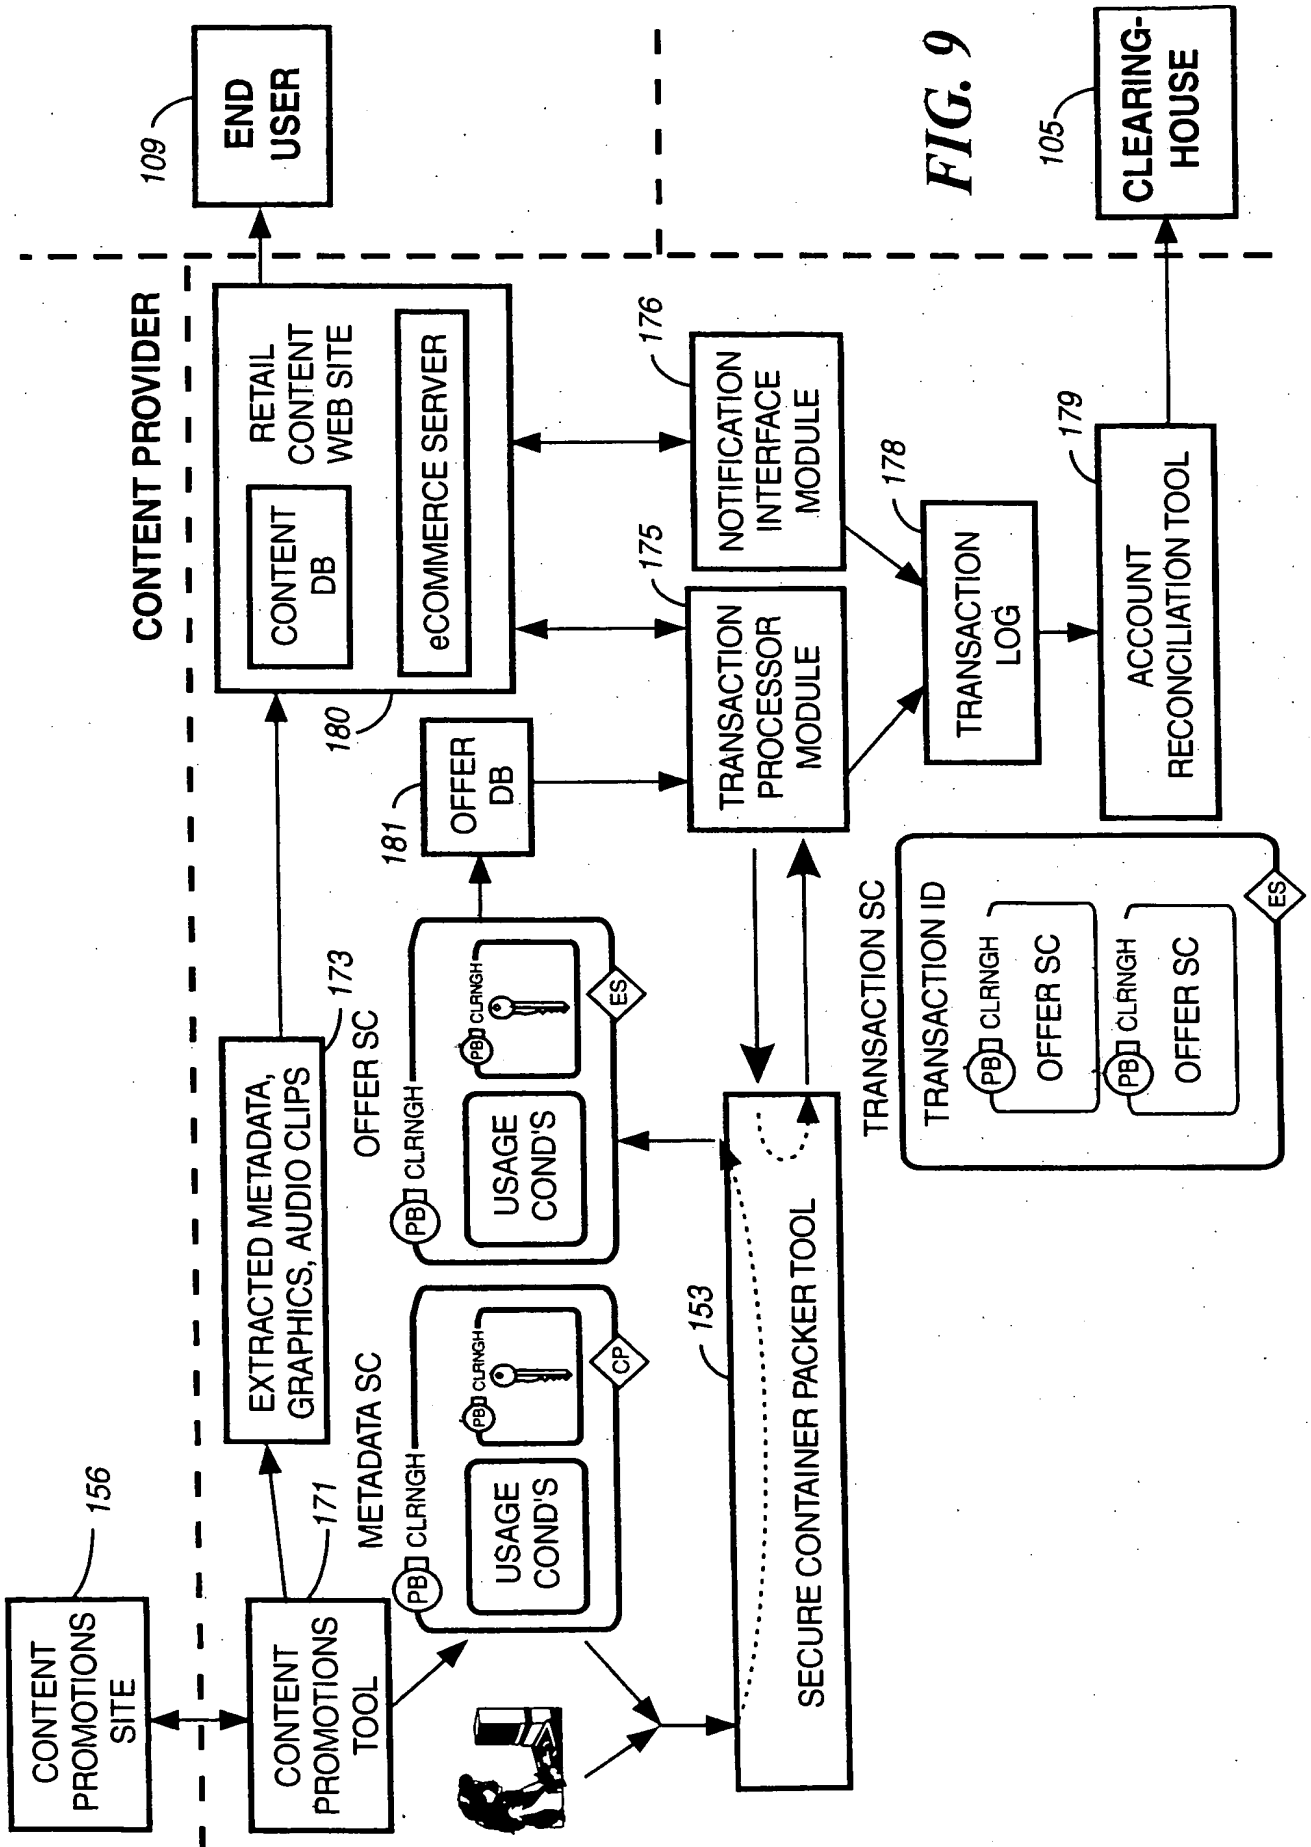 CONTENT PROVIDER
156
CONTENT
PROMOTIONS
SITE
171
CONTENT
PROMOTIONS
TOOL
173
EXTRACTED METADATA,
GRAPHICS, AUDIO CLIPS
180
CONTENT
DB
RETAIL
CONTENT
WEB SITE
eCOMMERCE SERVER
109
END
USER
METADATA SC
PB CLRNGH
USAGE
COND'S
PB CLRNGH
CP
OFFER SC
PB CLRNGH
USAGE
COND'S
PB CLRNGH
ES
181
OFFER
DB
153
SECURE CONTAINER PACKER TOOL
175
TRANSACTION
PROCESSOR
MODULE
176
NOTIFICATION
INTERFACE
MODULE
178
TRANSACTION
LOG
TRANSACTION SC
TRANSACTION ID
PB CLRNGH
OFFER SC
PB CLRNGH
OFFER SC
ES
179
ACCOUNT
RECONCILIATION TOOL
105
CLEARING-
HOUSE
FIG. 9